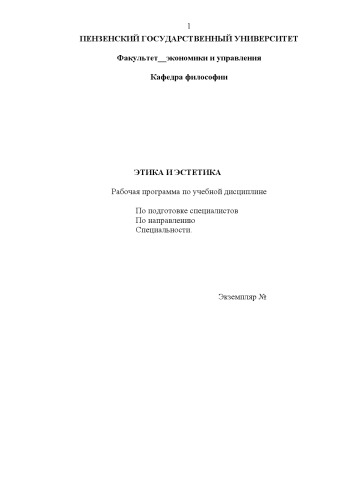 1
ПЕНЗЕНСКИЙ ГОСУДАРСТВЕННЫЙ УНИВЕРСИТЕТ
Факультет__экономики и управления
Кафедра философии
ЭТИКА И ЭСТЕТИКА
Рабочая программа по учебной дисциплине
По подготовке специалистов
По направлению
Специальности.
Экземпляр №